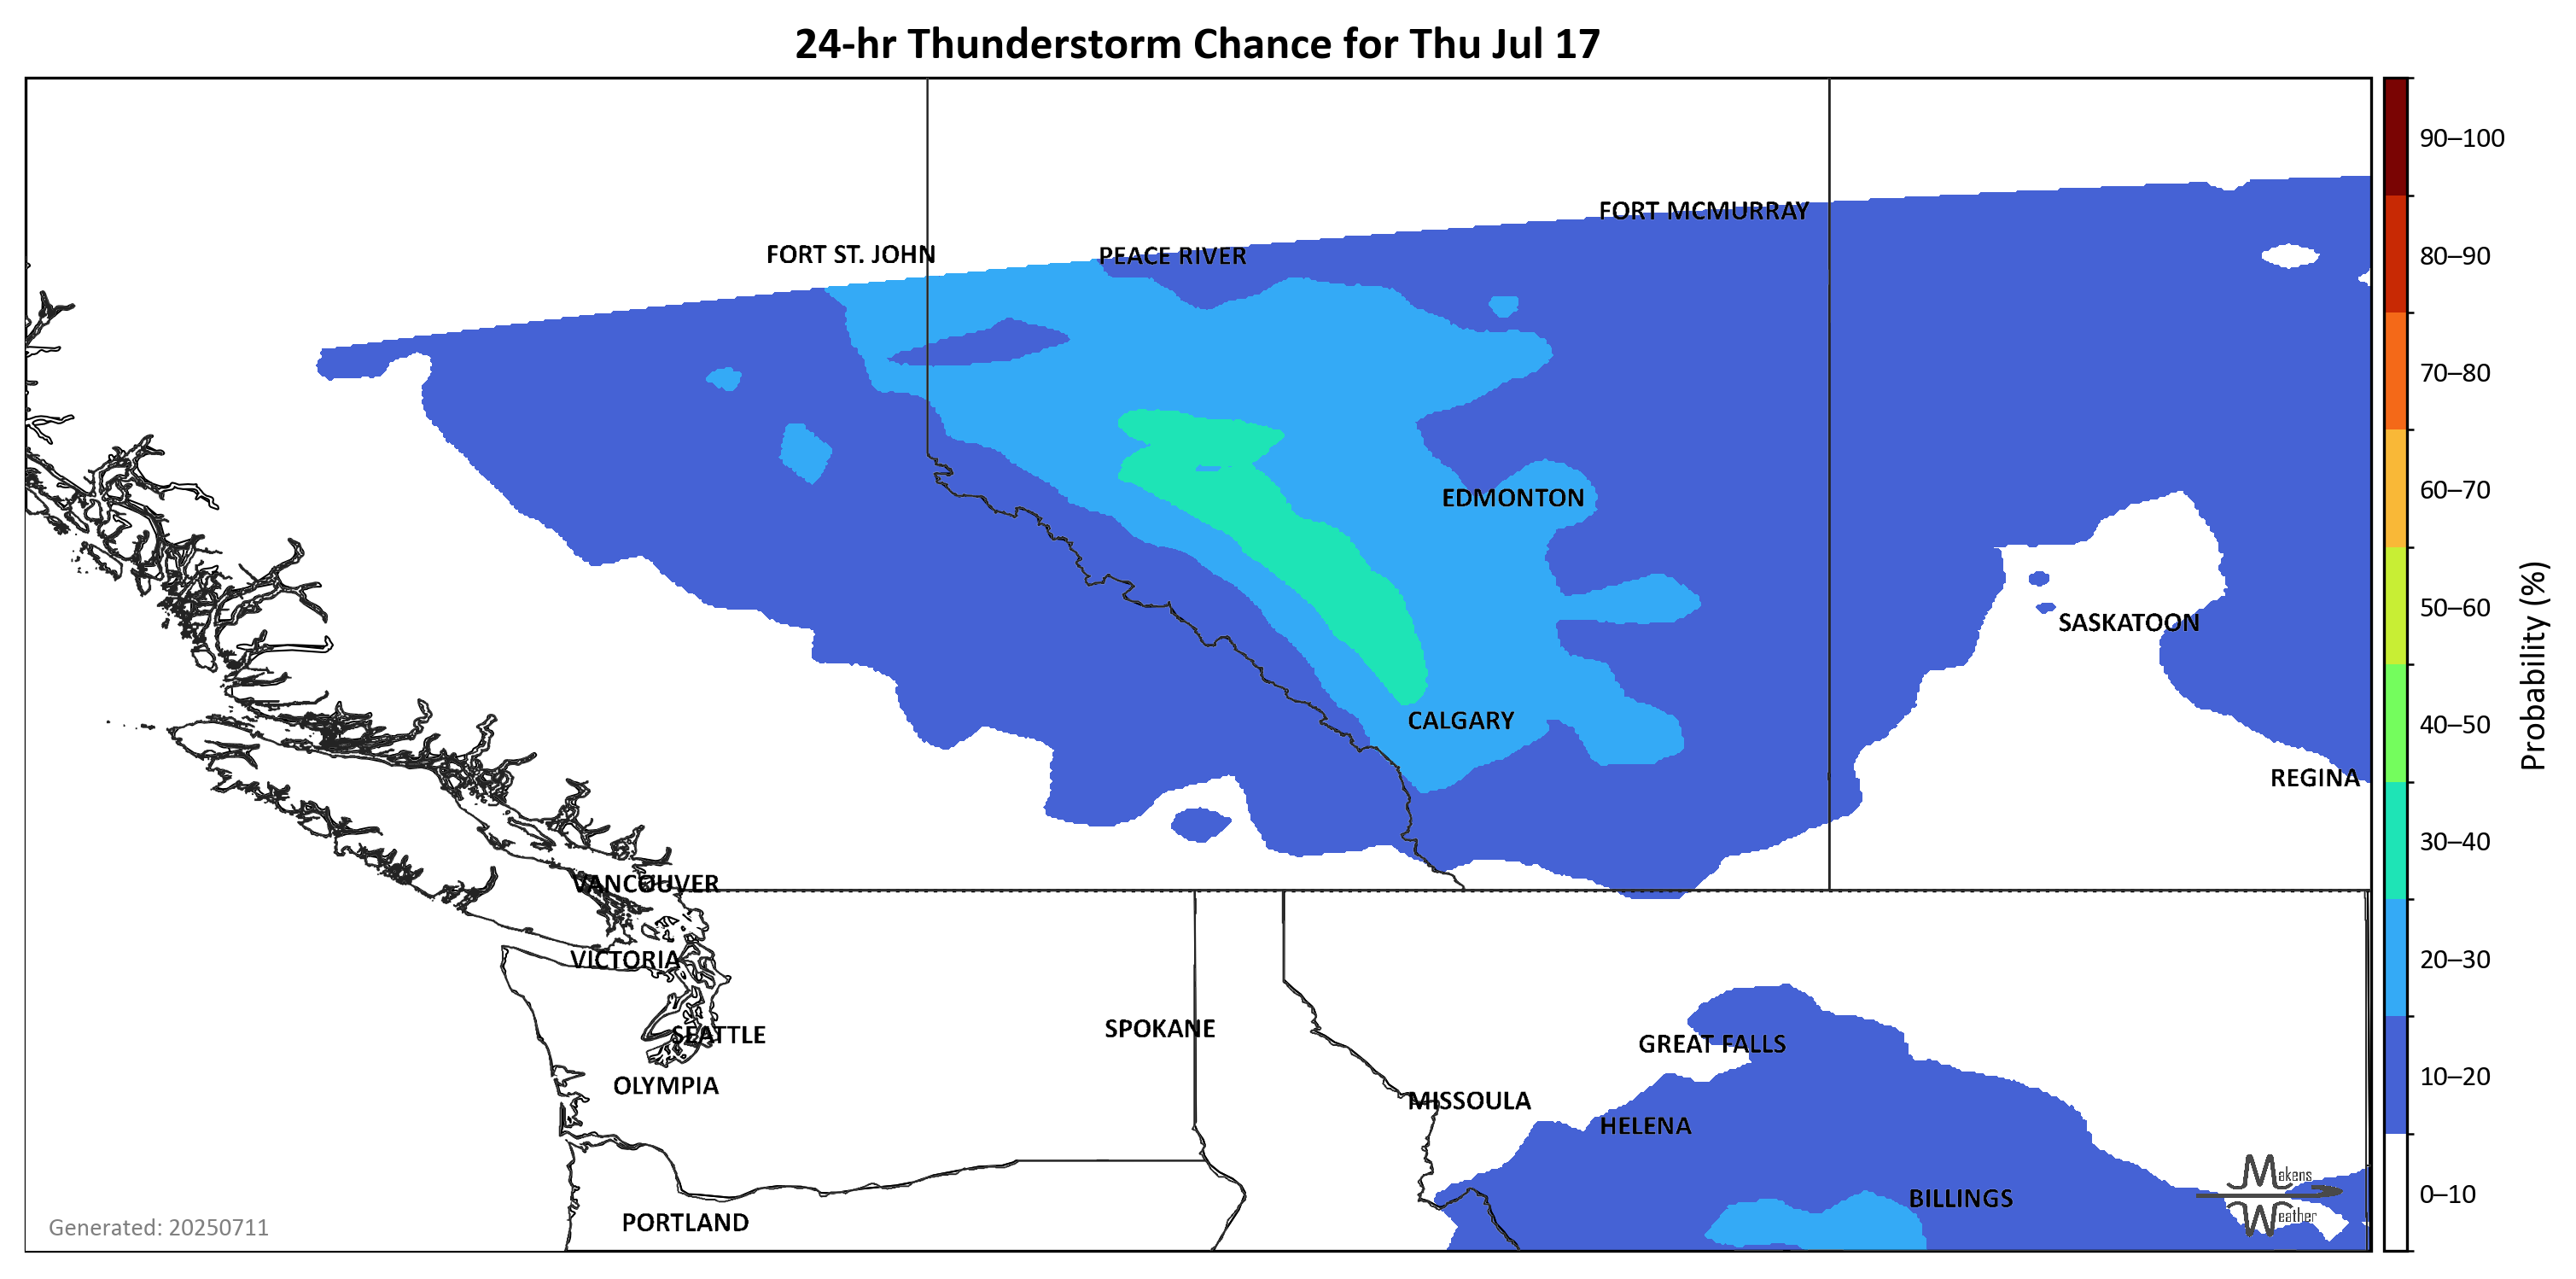 24-hr Thunderstorm Chance for Thu Jul 17
90–100
FORT MCMURRAY
FORT ST. JOHN
PEACE RIVER
80–90
70–80
60–70
EDMONTON
50–60
SASKATOON
Probability (%)
CALGARY
40–50
REGINA
30–40
VANCOUVER
VICTORIA
20–30
SPOKANE
SEATTLE
GREAT FALLS
10–20
OLYMPIA
MISSOULA
HELENA
Makens
Weather
0–10
BILLINGS
PORTLAND
Generated: 20250711